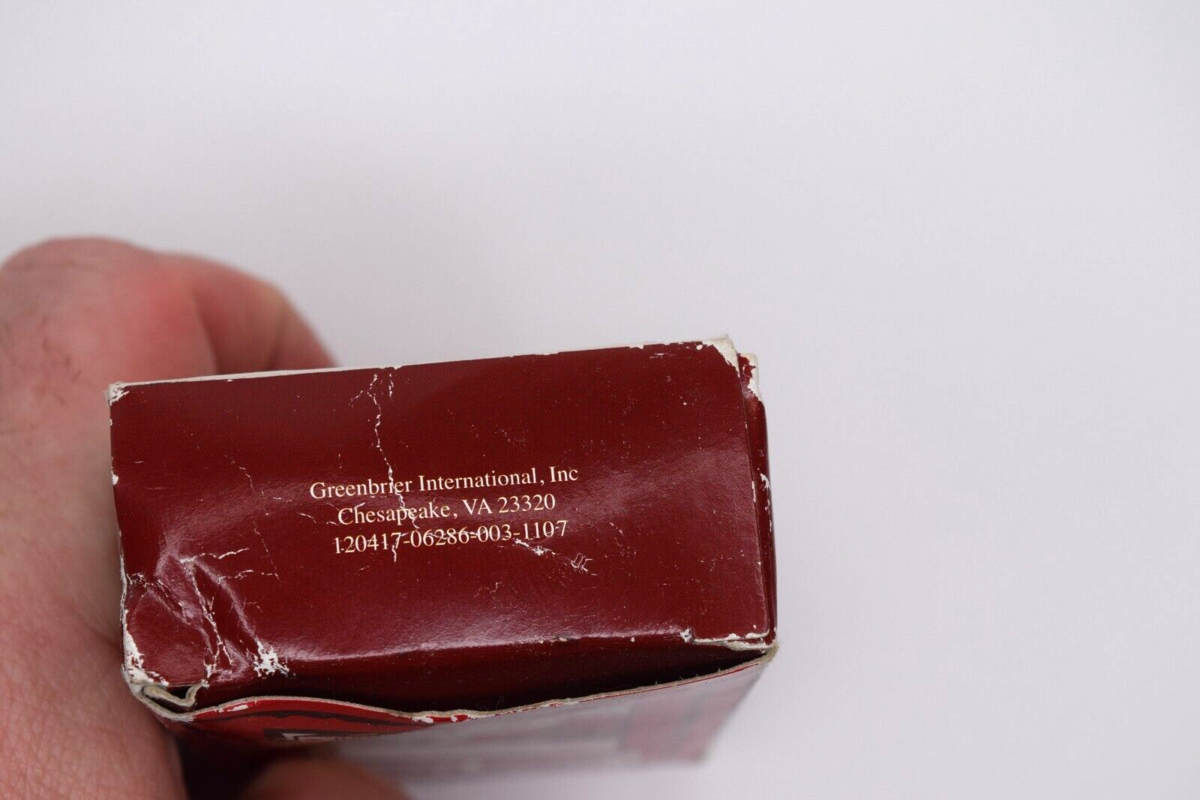 Greenbrier International, Inc
Chesapeake, VA 23320
120417-06286-003-1107